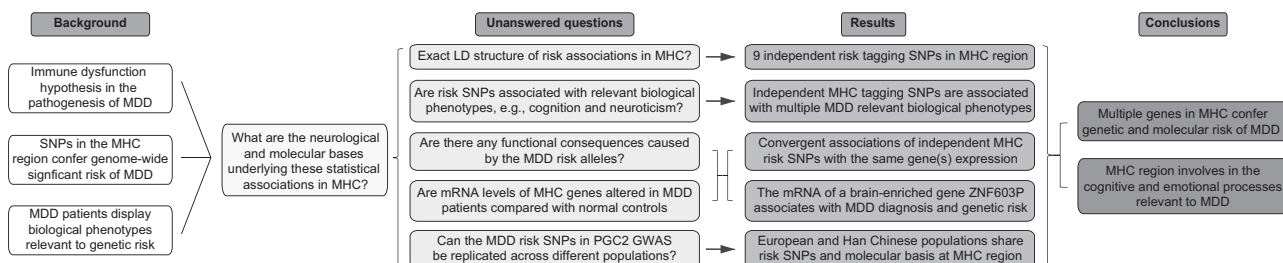 Background
Immune dysfunction
hypothesis in the
pathogenesis of MDD
SNPs in the MHC
region confer genome-wide
signficant risk of MDD
MDD patients display
biological phenotypes
relevant to genetic risk
What are the neurological
and molecular bases
underlying these statistical
associations in MHC?
Unanswered questions
Exact LD structure of risk associations in MHC?
Are risk SNPs associated with relevant biological
phenotypes, e.g., cognition and neuroticism?
Are there any functional consequences caused
by the MDD risk alleles?
Are mRNA levels of MHC genes altered in MDD
patients compared with normal controls
Can the MDD risk SNPs in PGC2 GWAS
be replicated across different populations?
Results
9 independent risk tagging SNPs in MHC region
Independent MHC tagging SNPs are associated
with multiple MDD relevant biological phenotypes
Convergent associations of independent MHC
risk SNPs with the same gene(s) expression
The mRNA of a brain-enriched gene ZNF603P
associates with MDD diagnosis and genetic risk
European and Han Chinese populations share
risk SNPs and molecular basis at MHC region
Conclusions
Multiple genes in MHC confer
genetic and molecular risk of MDD
MHC region involves in the
cognitive and emotional processes
relevant to MDD